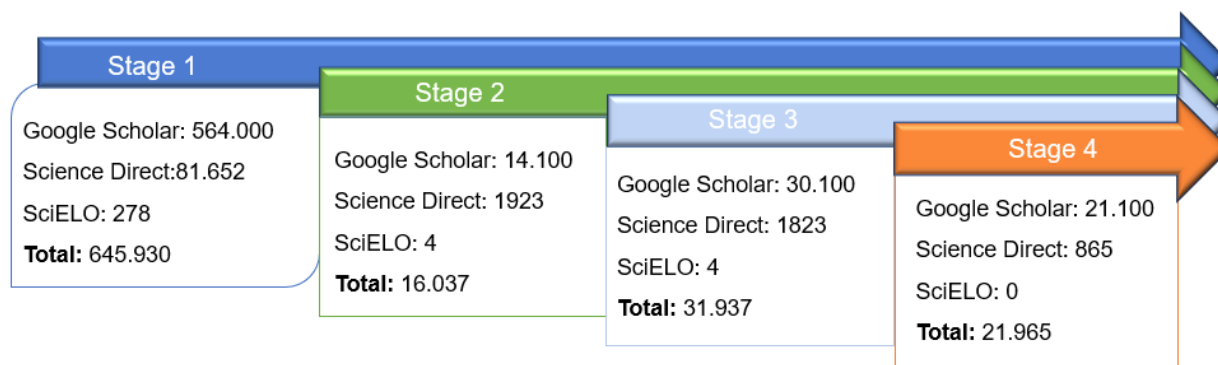 Stage 1
Google Scholar: 564.000
Science Direct:81.652
SciELO: 278
Total: 645.930
Stage 2
Google Scholar: 14.100
Science Direct: 1923
SciELO: 4
Total: 16.037
Stage 3
Google Scholar: 30.100
Science Direct: 1823
SciELO: 4
Total: 31.937
Stage 4
Google Scholar: 21.100
Science Direct: 865
SciELO: 0
Total: 21.965